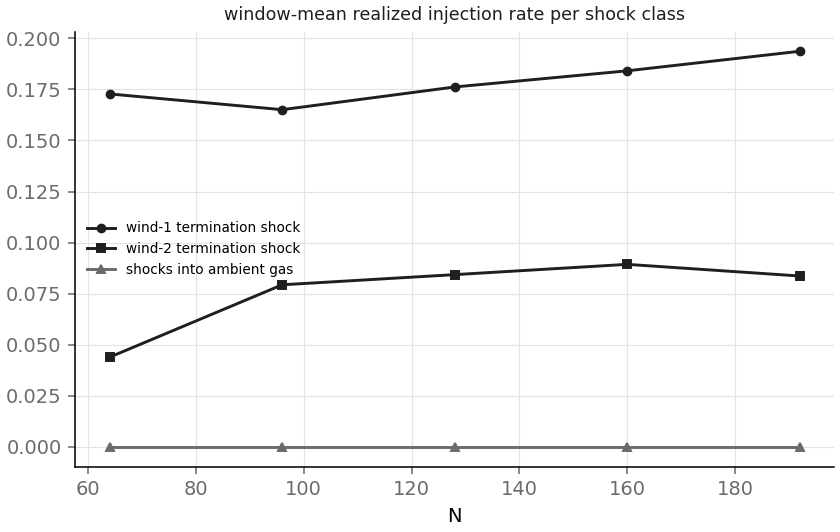 window-mean realized injection rate per shock class
0.200
0.175
0.150
0.125
0.100
0.075
0.050
0.025
0.000
wind-1 termination shock
wind-2 termination shock
shocks into ambient gas
60 80 100 120 140 160 180
N